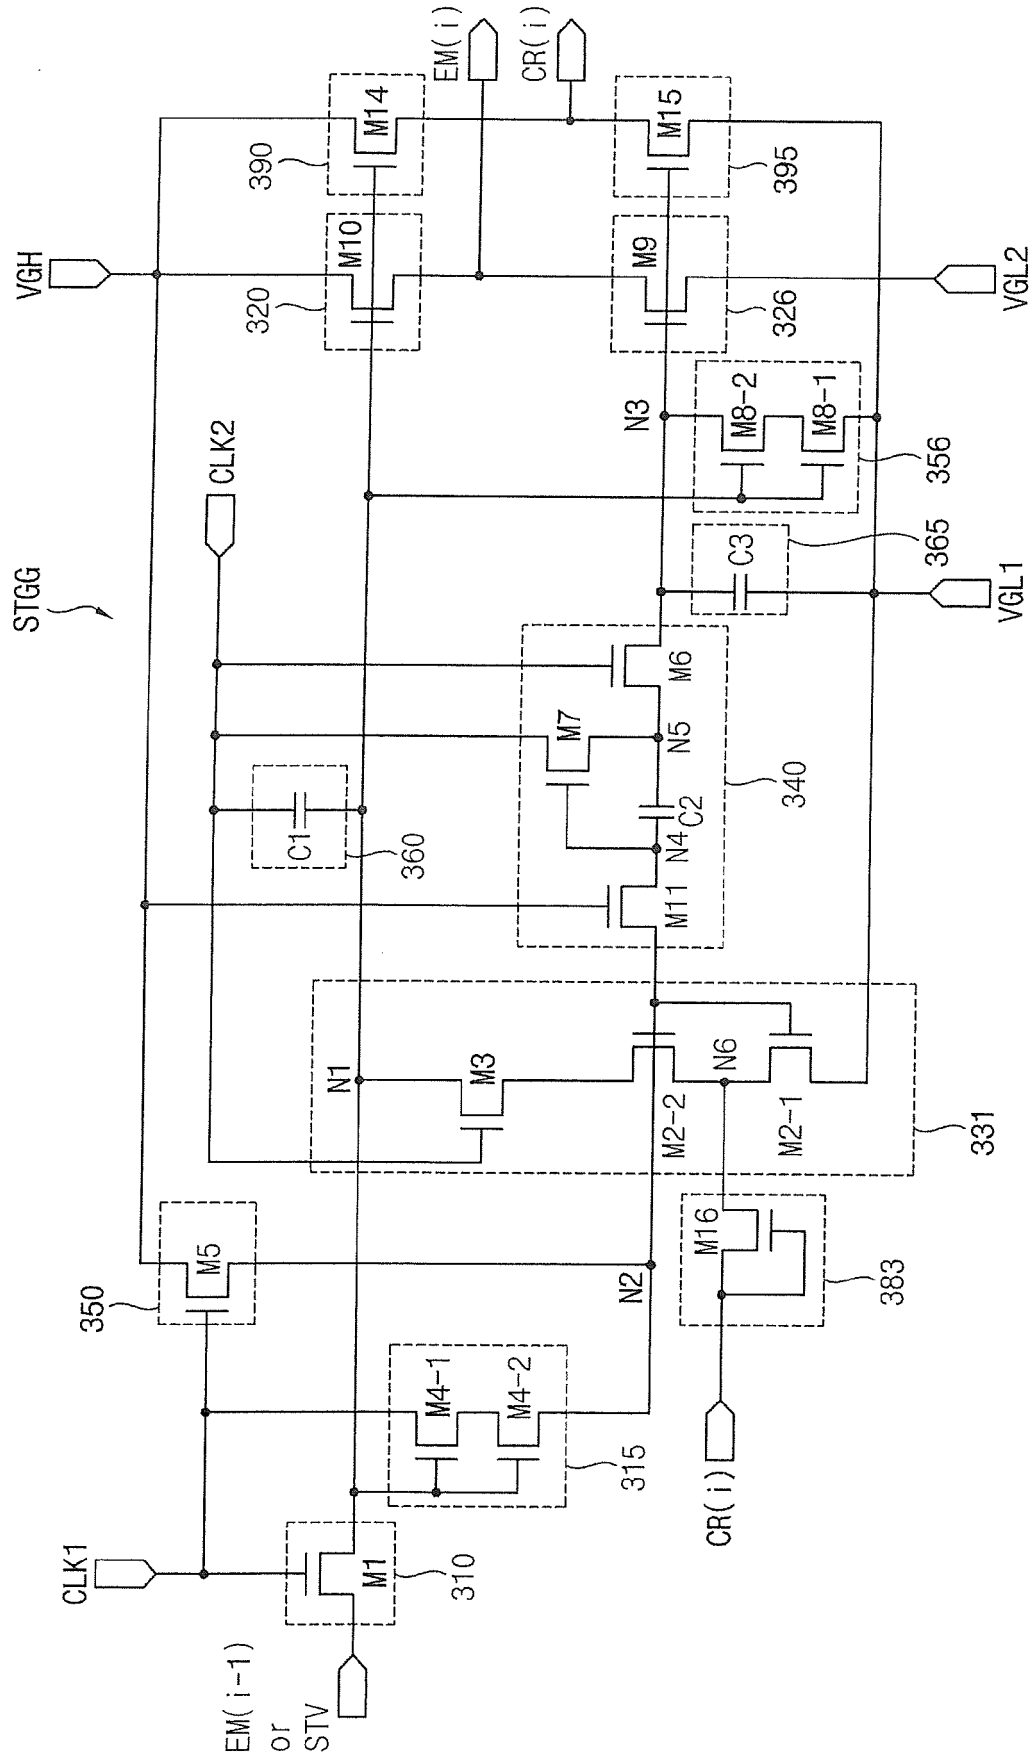 STGG
VGH
CLK2
CLK1
EM(i)
CR(i)
390
M14
320
M10
395
M15
326
M9
VGL2
N3
M8-2
M8-1
356
C3
365
VGL1
C1
360
M7
M6
N5
C2
N4
M11
340
N1
M3
M2-2
N6
M2-1
331
350
M5
N2
M16
383
M4-1
M4-2
315
CR(i)
M1
310
EM(i-1)
or
STV